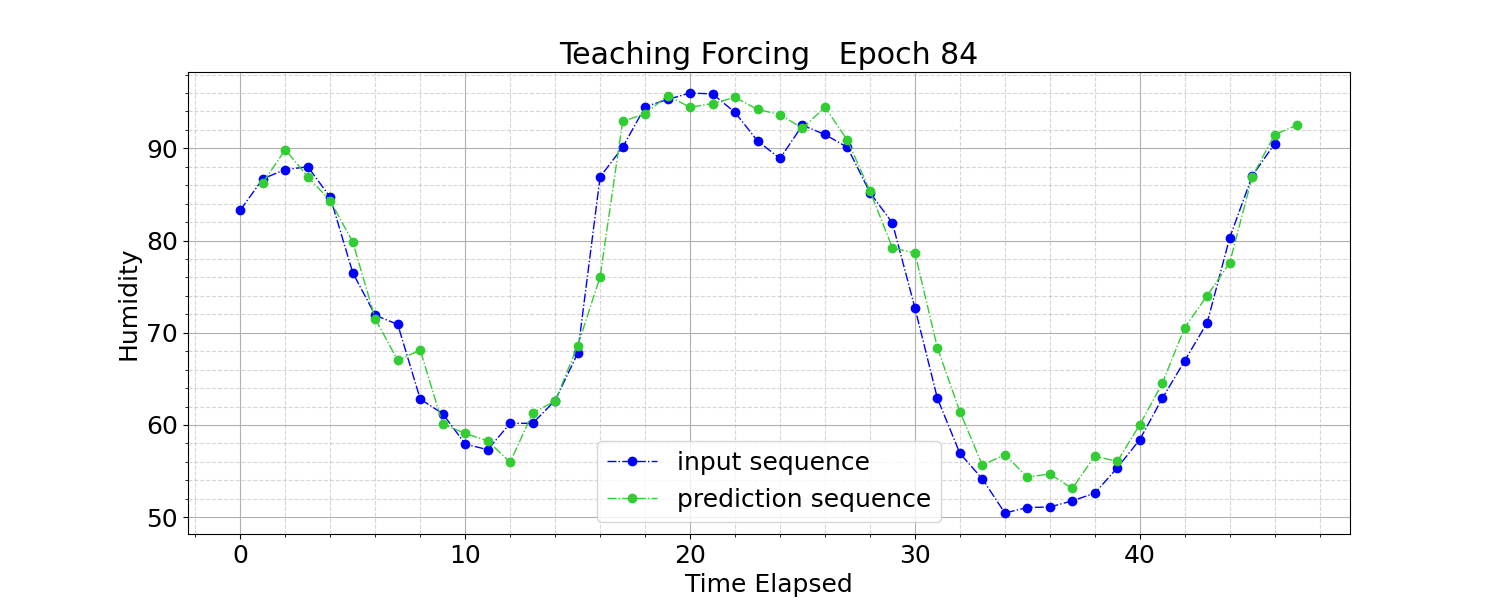 Teaching Forcing   Epoch 84
Humidity
90
80
70
60
50
input sequence
prediction sequence
0 10 20 30 40
Time Elapsed